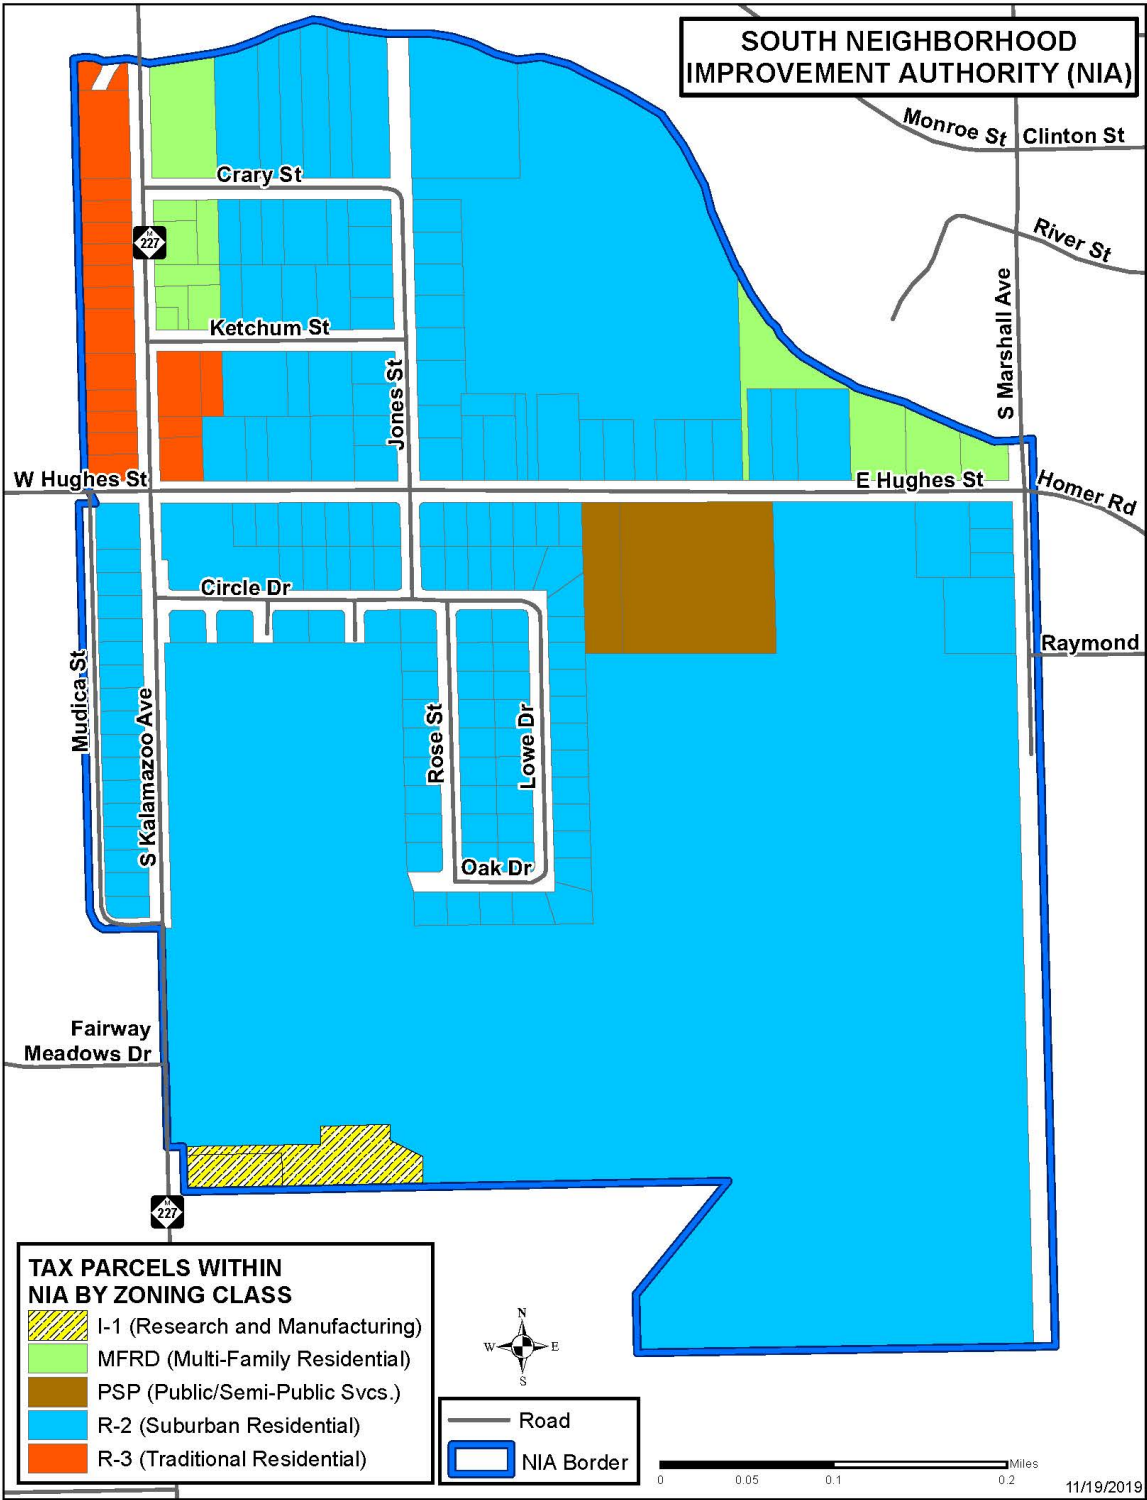 SOUTH NEIGHBORHOOD
IMPROVEMENT AUTHORITY (NIA)
Monroe St
Clinton St
Crary St
River St
M
227
S Marshall Ave
Ketchum St
Jones St
W Hughes St
E Hughes St
Homer Rd
Circle Dr
Raymond
Mudica St
S Kalamazoo Ave
Rose St
Lowe Dr
Oak Dr
Fairway
Meadows Dr
M
227
TAX PARCELS WITHIN
NIA BY ZONING CLASS
I-1 (Research and Manufacturing)
MFRD (Multi-Family Residential)
PSP (Public/Semi-Public Svcs.)
R-2 (Suburban Residential)
R-3 (Traditional Residential)
N
W E
S
Road
NIA Border
Miles
0 0.05 0.1 0.2
11/19/2019